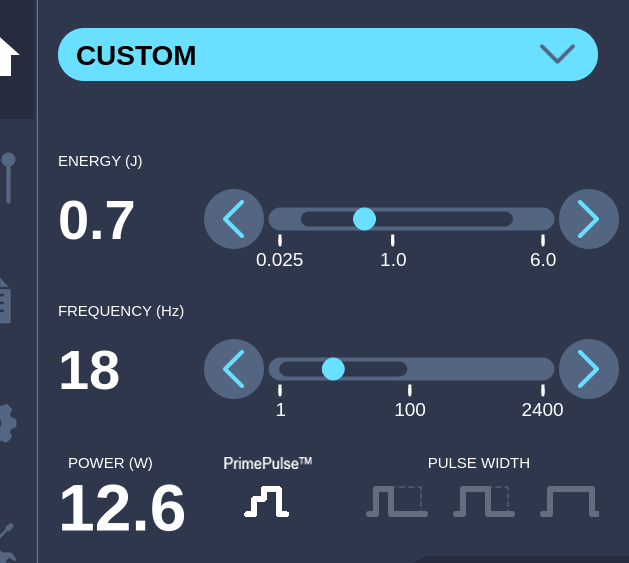 CUSTOM
ENERGY (J)
0.7
0.025 1.0 6.0
FREQUENCY (Hz)
18
1 100 2400
POWER (W) PrimePulse™ PULSE WIDTH
12.6